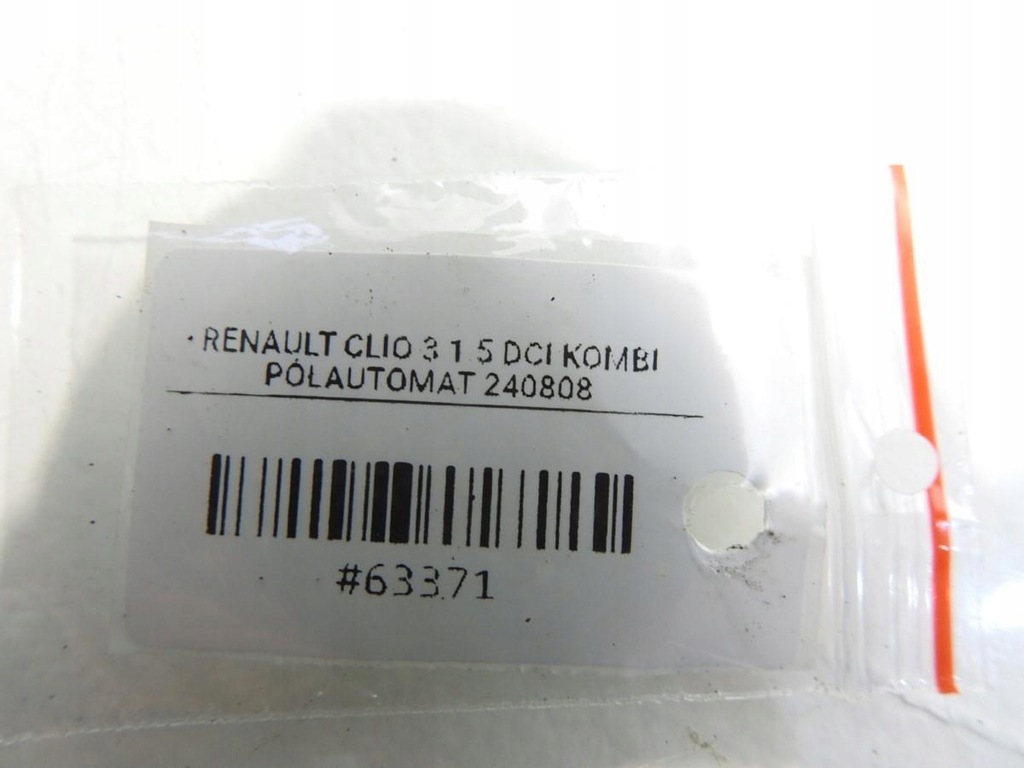 RENAULT CLIO 3 1.5 DCI KOMBI
PÓŁAUTOMAT 240808
#63371